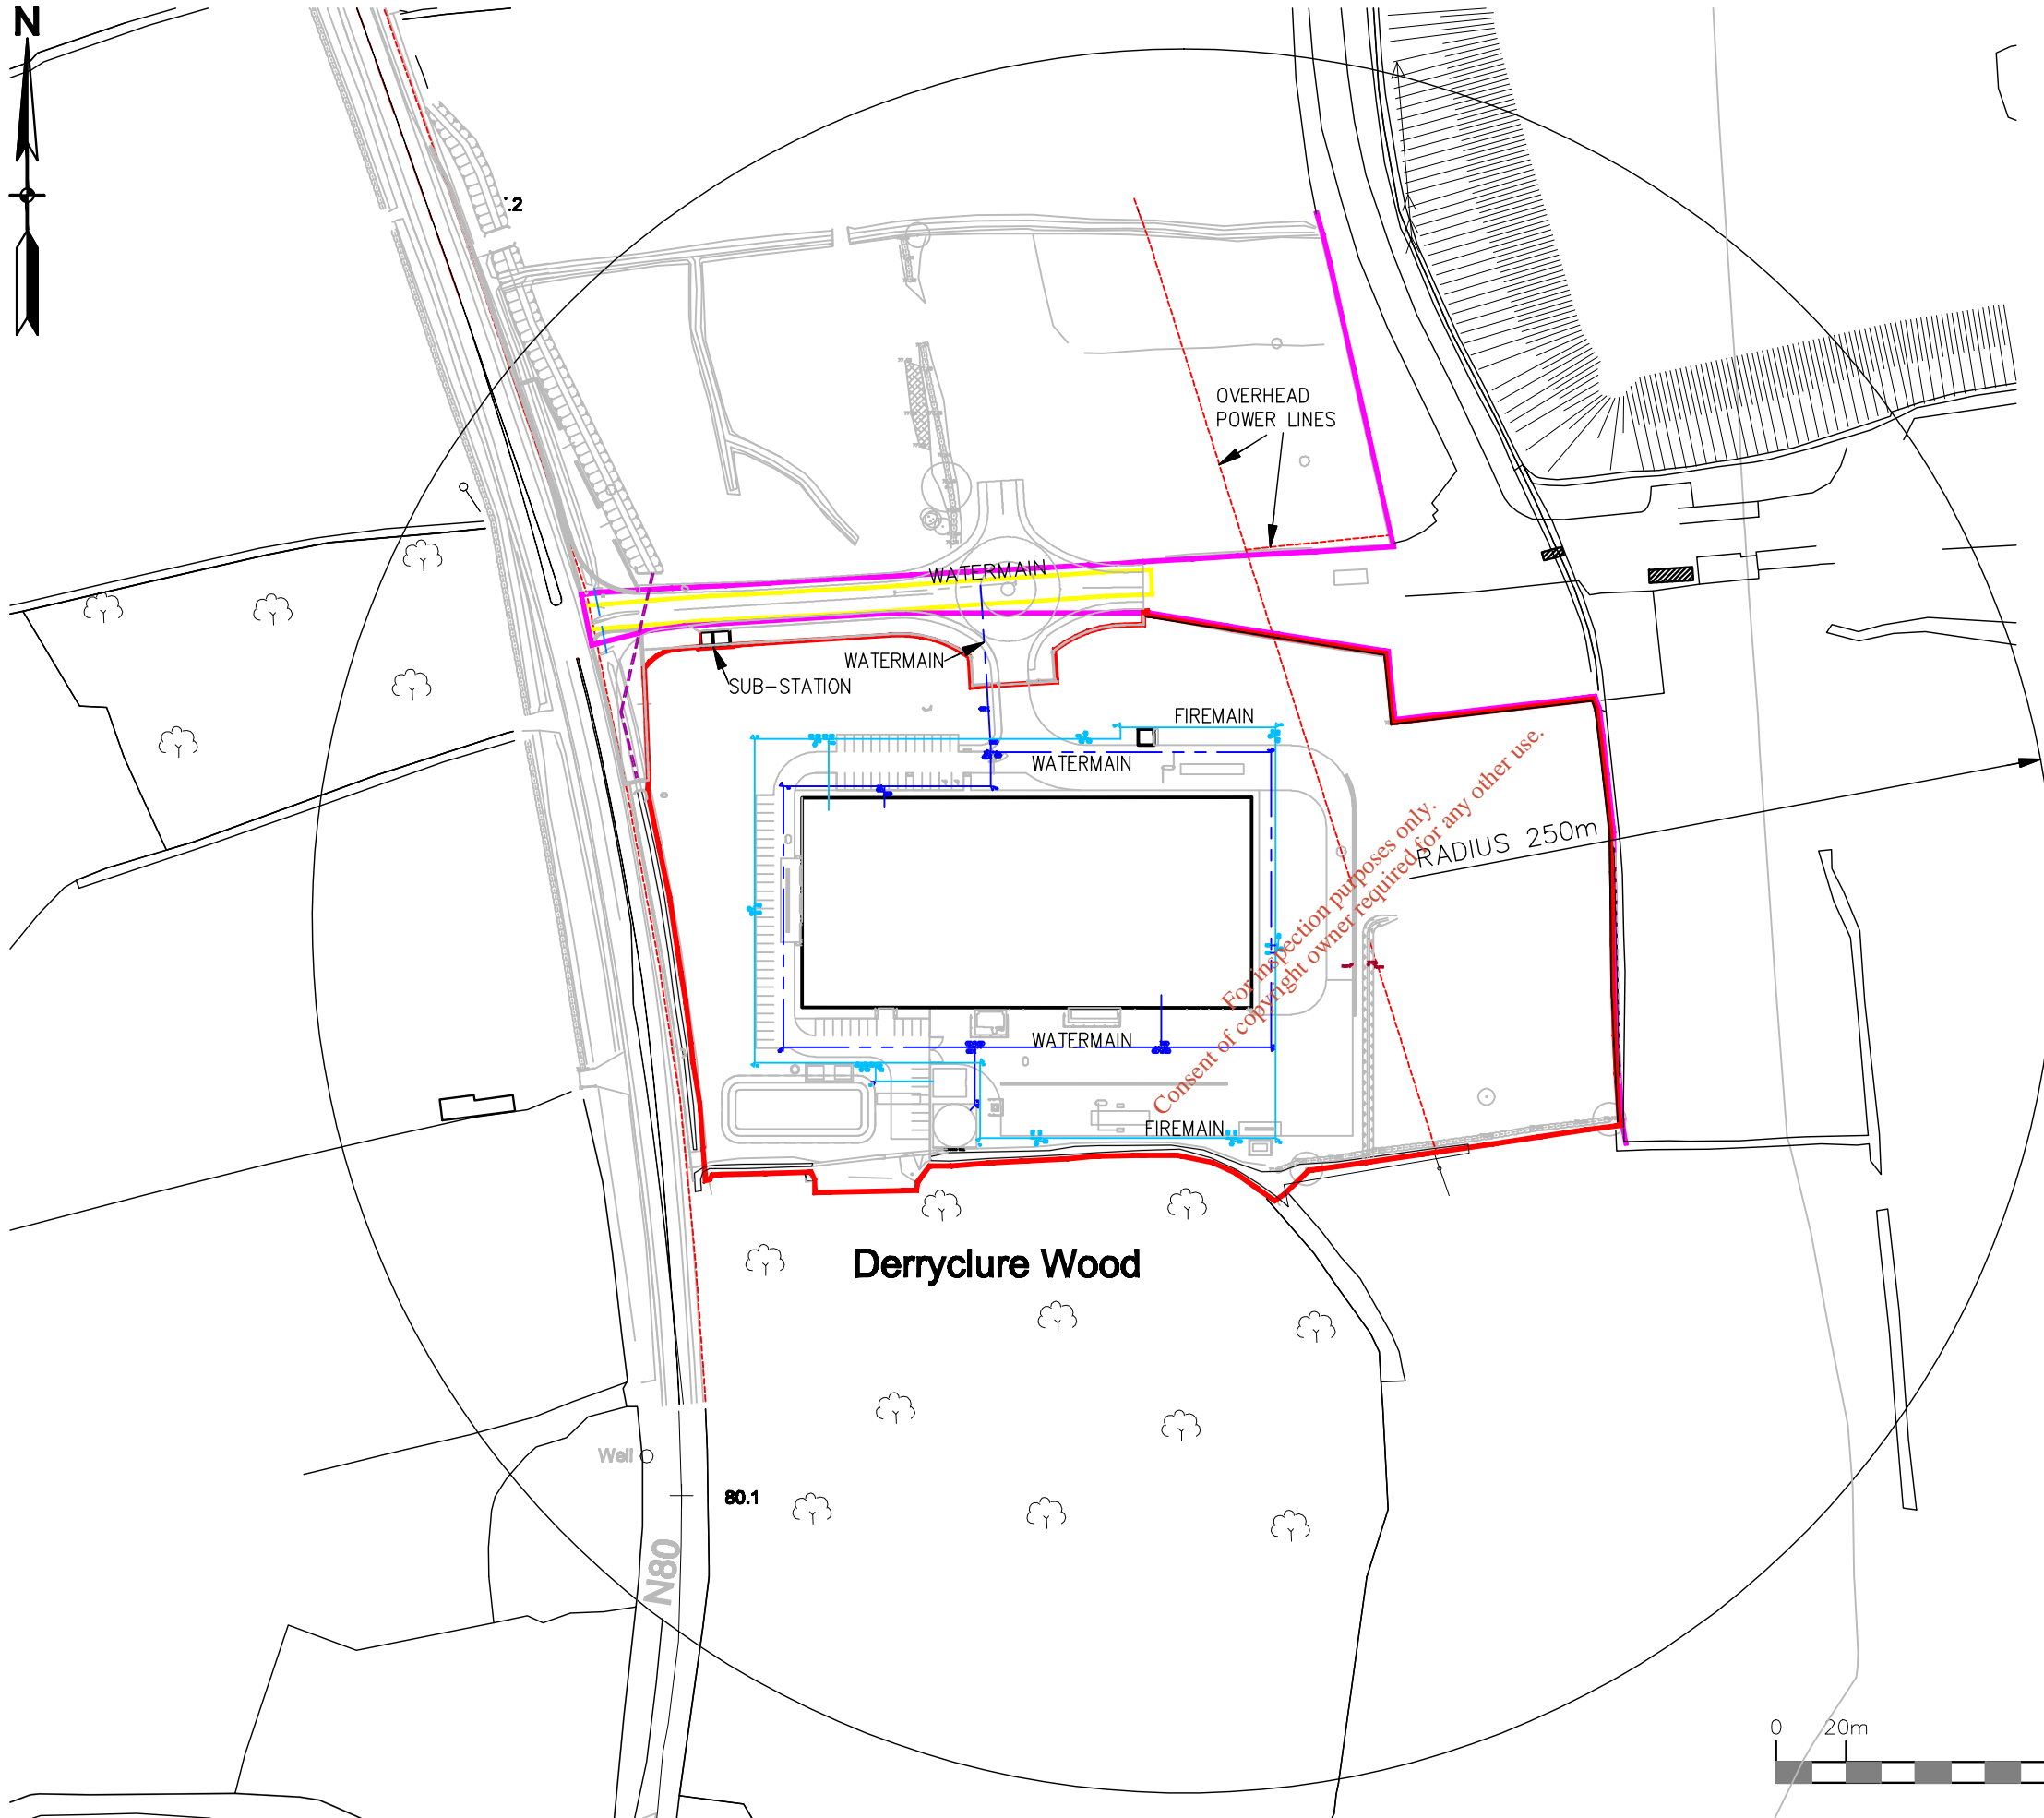 N
.2
OVERHEAD
POWER LINES
WATERMAIN
WATERMAIN
SUB-STATION
FIREMAIN
WATERMAIN
RADIUS 250m
For inspection purposes only.
Consent of copyright owner required for any other use.
WATERMAIN
FIREMAIN
Derryclure Wood
Well
80.1
N80
0 20m